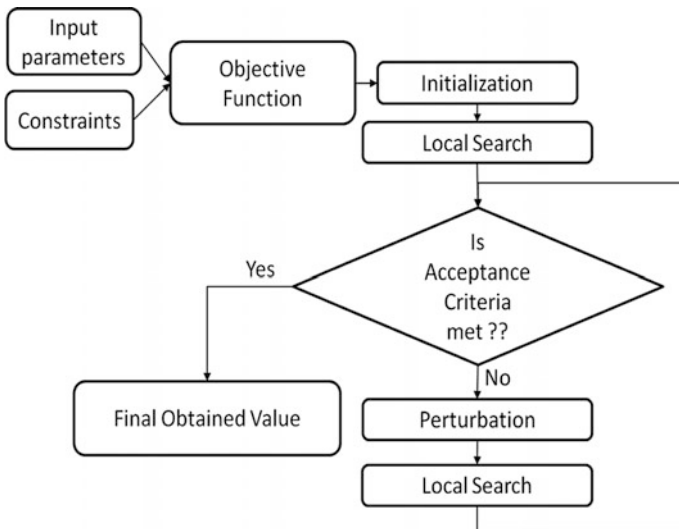 Input
parameters
Constraints
Objective
Function
Initialization
Local Search
Is
Acceptance
Criteria
met ??
Yes
No
Final Obtained Value
Perturbation
Local Search